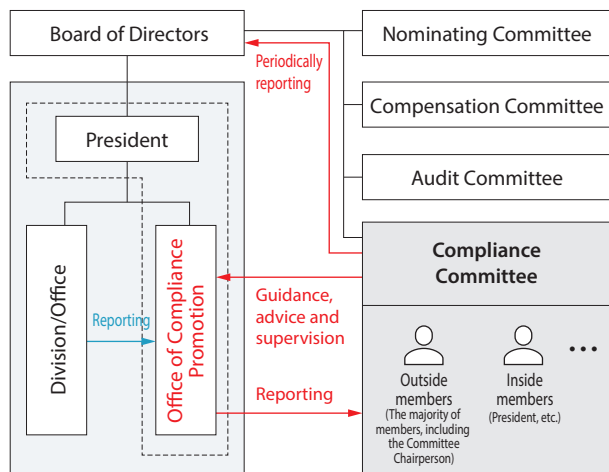 Board of Directors
Nominating Committee
Periodically
reporting
Compensation Committee
President
Audit Committee
Compliance
Committee
Division/Office
Reporting
Office of Compliance
Promotion
Guidance,
advice and
supervision
Reporting
Outside
members
(The majority of
members, including
the Committee
Chairperson)
Inside
members
(President, etc.)
...